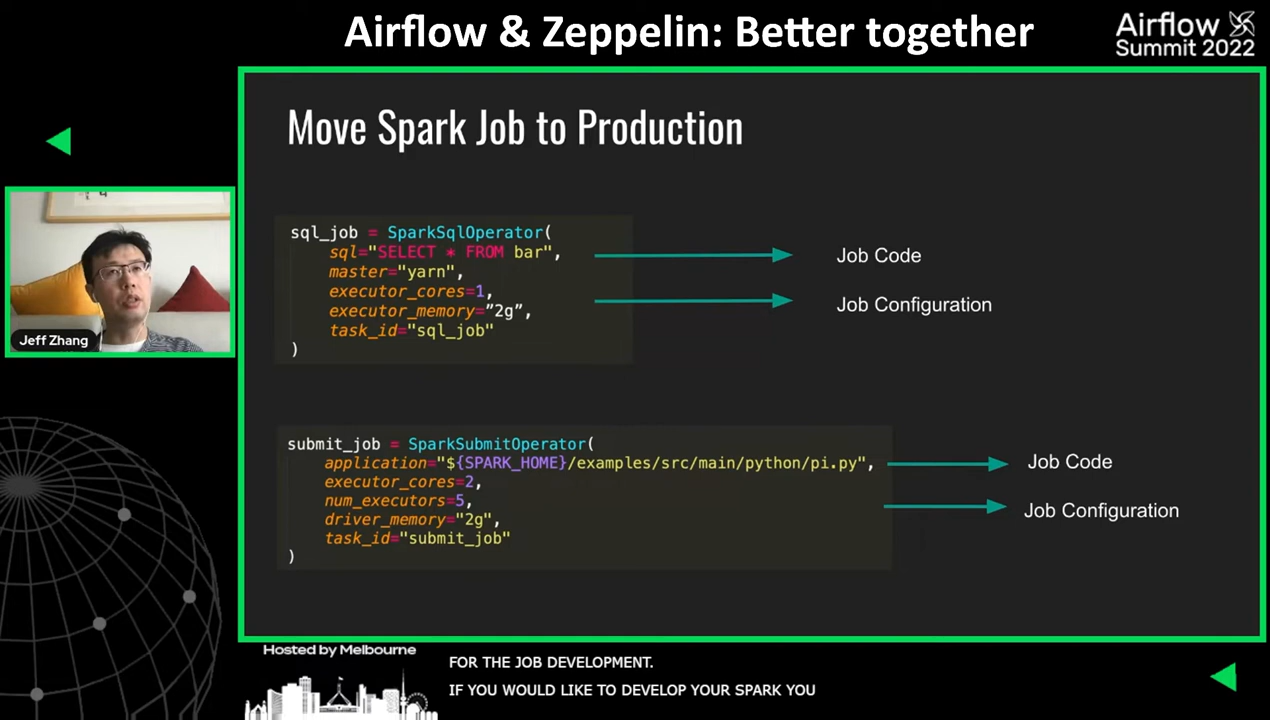 Airflow & Zeppelin: Better together
Airflow
Summit 2022
Move Spark Job to Production
sql_job = SparkSqlOperator(
sql="SELECT * FROM bar",
master="yarn",
executor_cores=1,
executor_memory="2g",
task_id="sql_job"
)
Job Code
Job Configuration
Jeff Zhang
submit_job = SparkSubmitOperator(
application="${SPARK_HOME}/examples/src/main/python/pi.py",
executor_cores=2,
num_executors=5,
driver_memory="2g",
task_id="submit_job"
)
Job Code
Job Configuration
Hosted by Melbourne
FOR THE JOB DEVELOPMENT.
IF YOU WOULD LIKE TO DEVELOP YOUR SPARK YOU